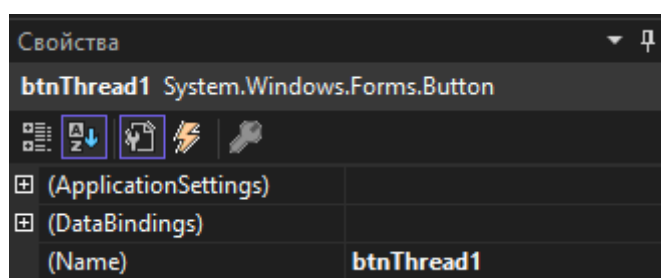 Свойства
btnThread1 System.Windows.Forms.Button
(ApplicationSettings)
(DataBindings)
(Name) btnThread1